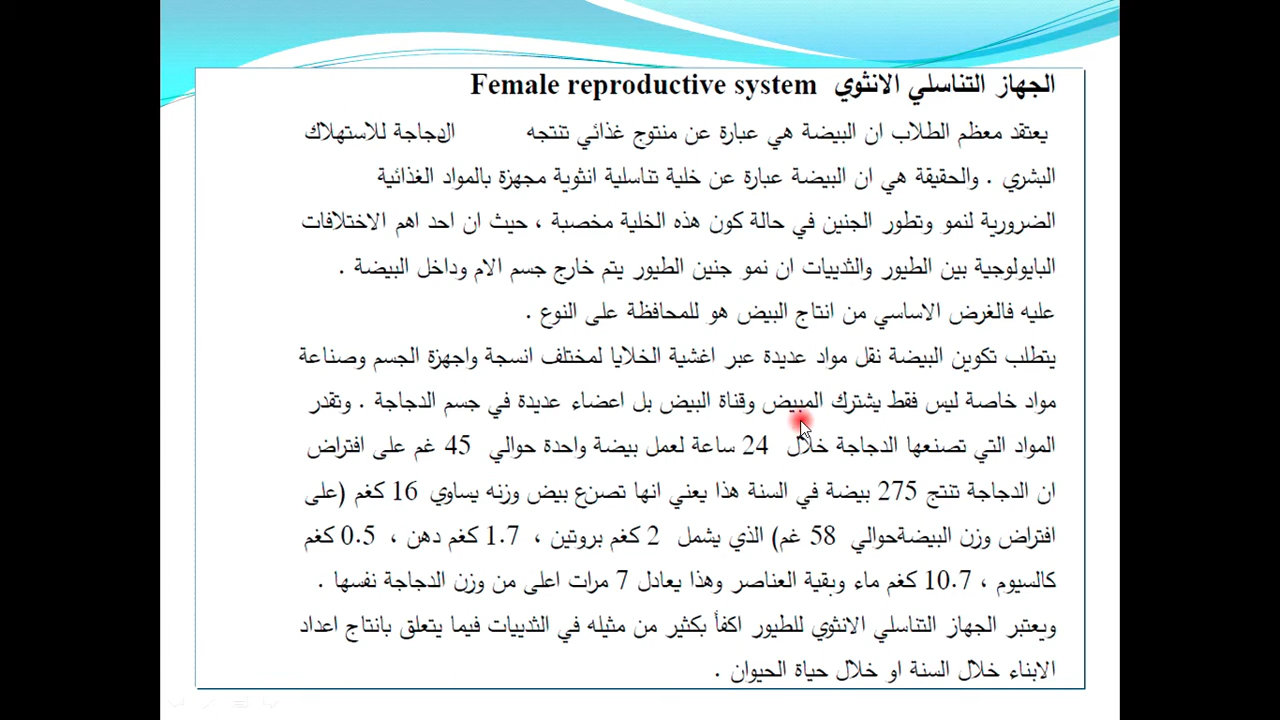 الجهاز التناسلي الانثوي Female reproductive system
يعتقد معظم الطلاب ان البيضة هي عبارة عن منتوج غذائي تنتجه الدجاجة للاستهلاك
البشري . والحقيقة هي ان البيضة عبارة عن خلية تناسلية انثوية مجهزة بالمواد الغذائية
الضرورية لنمو وتطور الجنين في حالة كون هذه الخلية مخصبة ، حيث ان احد اهم الاختلافات
البايولوجية بين الطيور والثدييات ان نمو جنين الطيور يتم خارج جسم الام وداخل البيضة .
عليه فالغرض الاساسي من انتاج البيض هو للمحافظة على النوع .
يتطلب تكوين البيضة نقل مواد عديدة عبر اغشية الخلايا لمختلف انسجة واجهزة الجسم وصناعة
مواد خاصة ليس فقط يشترك المبيض وقناة البيض بل اعضاء عديدة في جسم الدجاجة . وتقدر
المواد التي تصنعها الدجاجة خلال 24 ساعة لعمل بيضة واحدة حوالي 45 غم على افتراض
ان الدجاجة تنتج 275 بيضة في السنة هذا يعني انها تصنع بيض وزنه يساوي 16 كغم (على
افتراض وزن البيضةحوالي 58 غم) الذي يشمل 2 كغم بروتين ، 1.7 كغم دهن ، 0.5 كغم
كالسيوم ، 10.7 كغم ماء وبقية العناصر وهذا يعادل 7 مرات اعلى من وزن الدجاجة نفسها .
ويعتبر الجهاز التناسلي الانثوي للطيور اكفأ بكثير من مثيله في الثدييات فيما يتعلق بانتاج اعداد
الابناء خلال السنة او خلال حياة الحيوان .